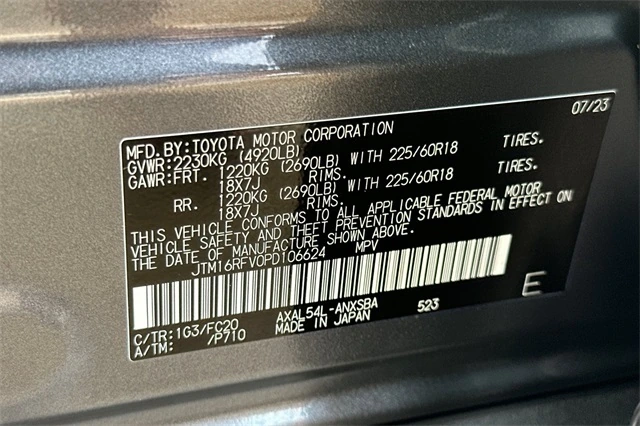 07/23
MFD.BY:TOYOTA MOTOR CORPORATION
GVWR:2230KG (4920LB)
GAWR:FRT. 1220KG (2690LB) WITH 225/60R18 TIRES.
18X7J RIMS.
RR. 1220KG (2690LB) WITH 225/60R18 TIRES.
18X7J RIMS.
THIS VEHICLE CONFORMS TO ALL APPLICABLE FEDERAL MOTOR
VEHICLE SAFETY AND THEFT PREVENTION STANDARDS IN EFFECT ON
THE DATE OF MANUFACTURE SHOWN ABOVE.
JTM16RFV0PD106624 MPV
E
C/TR:1G3/FC20 AXAL54L-ANXSBA 523
A/TM: /P710 MADE IN JAPAN